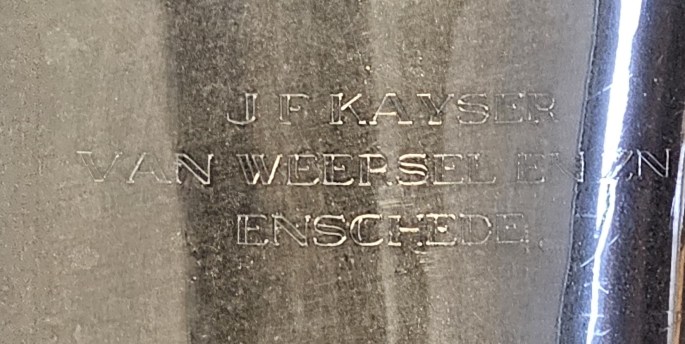 J F KAYSER
VAN WEERSEL EN ZN
ENSCHEDE